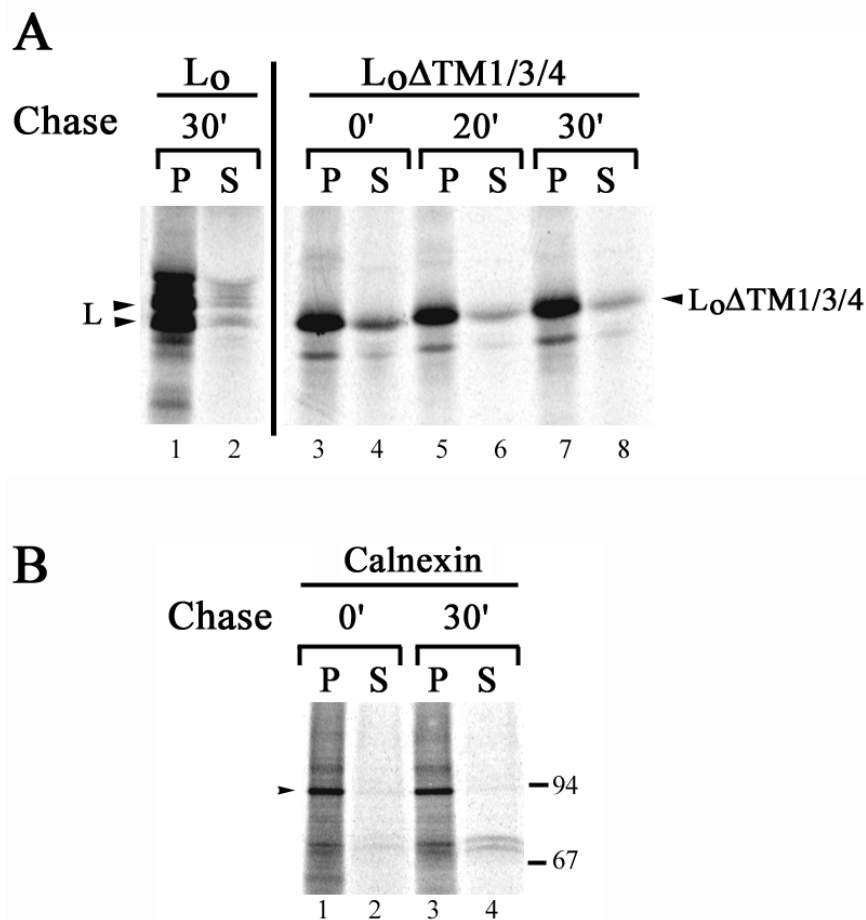 A
Lo LoΔTM1/3/4
Chase 30' 0' 20' 30'
P S P S P S P S
L LoΔTM1/3/4
1 2 3 4 5 6 7 8
B
Calnexin
Chase 0' 30'
P S P S
94
67
1 2 3 4